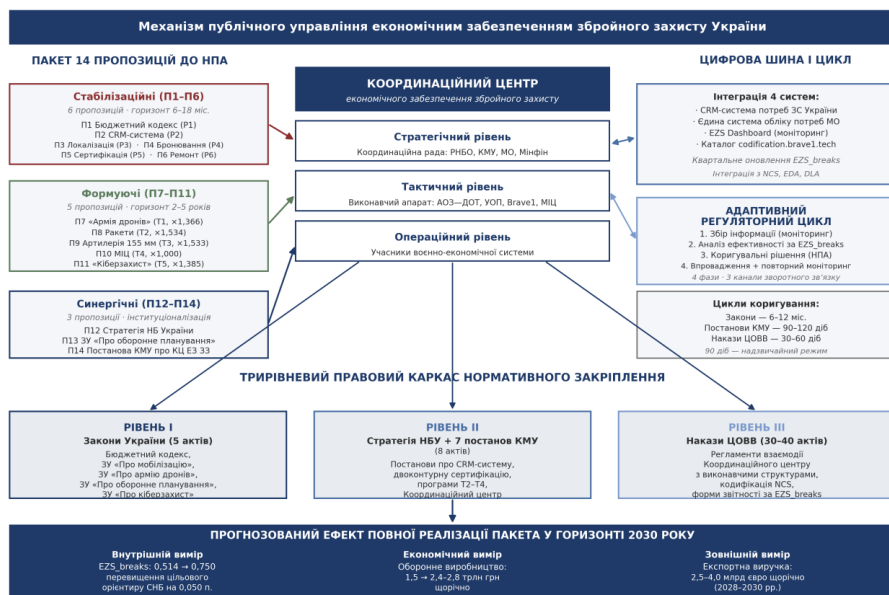 Механізм публічного управління економічним забезпеченням збройного захисту України
ПАКЕТ 14 ПРОПОЗИЦІЙ ДО НПА
Стабілізаційні (П1–П6)
6 пропозицій · горизонт 6–18 міс.
П1 Бюджетний кодекс (Р1)
П2 CRM-система (Р2)
П3 Локалізація (Р3) · П4 Бронювання (Р4)
П5 Сертифікація (Р5) · П6 Ремонт (Р6)
Формуючі (П7–П11)
5 пропозицій · горизонт 2–5 років
П7 «Армія дронів» (Т1, ×1,366)
П8 Ракети (Т2, ×1,534)
П9 Артилерія 155 мм (Т3, ×1,533)
П10 МІЦ (Т4, ×1,000)
П11 «Кіберзахист» (Т5, ×1,385)
Синергічні (П12–П14)
3 пропозиції · інституціоналізація
П12 Стратегія НБ України
П13 ЗУ «Про оборонне планування»
П14 Постанова КМУ про КЦ ЕЗ ЗЗ
КООРДИНАЦІЙНИЙ ЦЕНТР
економічного забезпечення збройного захисту
Стратегічний рівень
Координаційна рада: РНБО, КМУ, МО, Мінфін
Тактичний рівень
Виконавчий апарат: АОЗ—ДОТ, УОП, Brave1, МІЦ
Операційний рівень
Учасники воєнно-економічної системи
ЦИФРОВА ШИНА І ЦИКЛ
Інтеграція 4 систем:
· CRM-система потреб ЗС України
· Єдина система обліку потреб МО
· EZS Dashboard (моніторинг)
· Каталог codification.brave1.tech
Квартальне оновлення EZS_breaks
Інтеграція з NCS, EDA, DLA
АДАПТИВНИЙ
РЕГУЛЯТОРНИЙ ЦИКЛ
1. Збір інформації (моніторинг)
2. Аналіз ефективності за EZS_breaks
3. Коригувальні рішення (НПА)
4. Впровадження + повторний моніторинг
4 фази · 3 канали зворотного зв'язку
Цикли коригування:
Закони — 6–12 міс.
Постанови КМУ — 90–120 діб
Накази ЦОВВ — 30–60 діб
90 діб — надзвичайний режим
ТРИРІВНЕВИЙ ПРАВОВИЙ КАРКАС НОРМАТИВНОГО ЗАКРІПЛЕННЯ
РІВЕНЬ I
Закони України (5 актів)
Бюджетний кодекс,
ЗУ «Про мобілізацію»,
ЗУ «Про армію дронів»,
ЗУ «Про оборонне планування»,
ЗУ «Про кіберзахист»
РІВЕНЬ II
Стратегія НБУ + 7 постанов КМУ
(8 актів)
Постанови про CRM-систему,
двоконтурну сертифікацію,
програми Т2–Т4,
Координаційний центр
РІВЕНЬ III
Накази ЦОВВ (30–40 актів)
Регламенти взаємодії
Координаційного центру
з виконавчими структурами,
кодифікація NCS,
форми звітності за EZS_breaks
ПРОГНОЗОВАНИЙ ЕФЕКТ ПОВНОЇ РЕАЛІЗАЦІЇ ПАКЕТА У ГОРИЗОНТІ 2030 РОКУ
Внутрішній вимір
EZS_breaks: 0,514 → 0,750
перевищення цільового
орієнтиру СНБ на 0,050 п.
Економічний вимір
Оборонне виробництво:
1,5 → 2,4–2,8 трлн грн
щорічно
Зовнішній вимір
Експортна виручка:
2,5–4,0 млрд євро щорічно
(2028–2030 рр.)